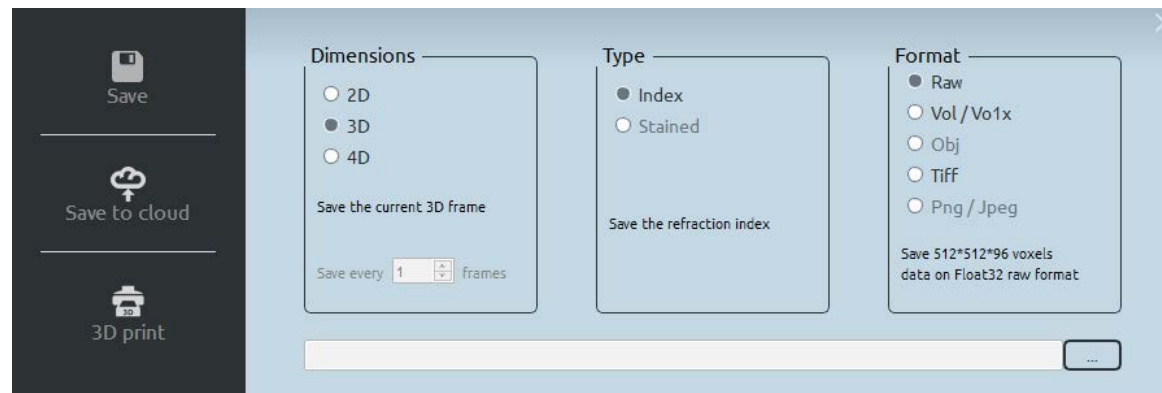 Save
Save to cloud
3D
3D print
Dimensions
2D
3D
4D
Save the current 3D frame
Save every 1 frames
Type
Index
Stained
Save the refraction index
Format
Raw
Vol / Vo1x
Obj
Tiff
Png / Jpeg
Save 512*512*96 voxels
data on Float32 raw format
...